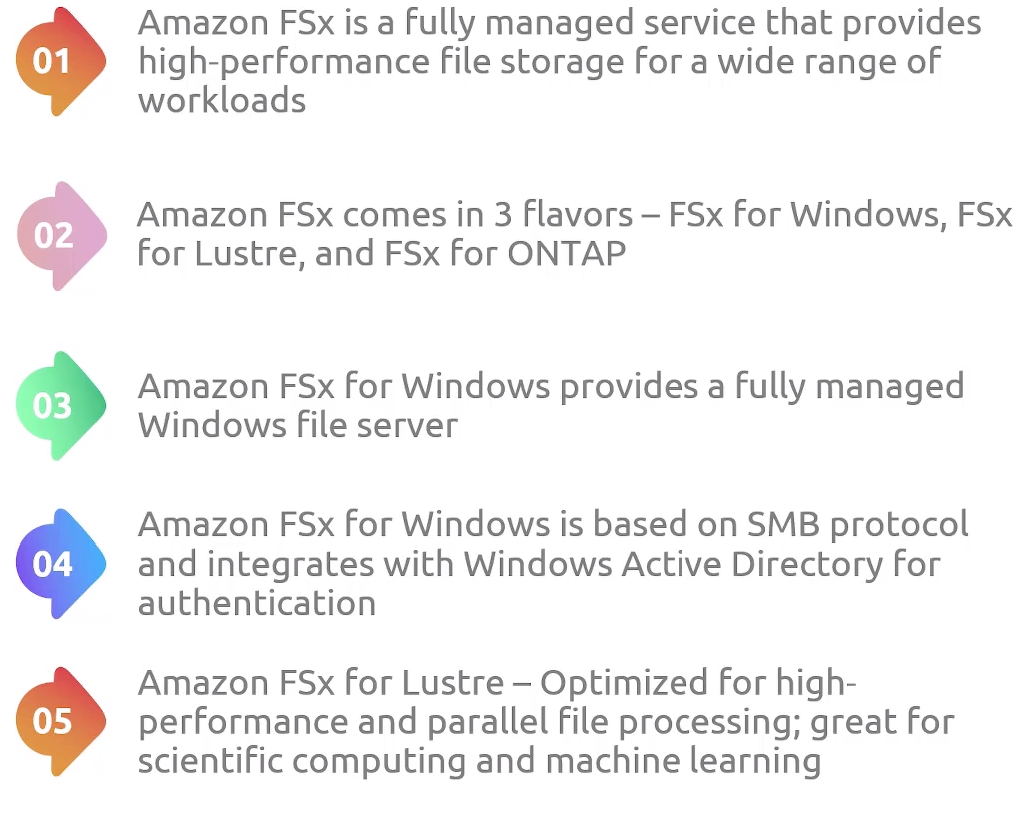 01
Amazon FSx is a fully managed service that provides
high-performance file storage for a wide range of
workloads
02
Amazon FSx comes in 3 flavors – FSx for Windows, FSx
for Lustre, and FSx for ONTAP
03
Amazon FSx for Windows provides a fully managed
Windows file server
04
Amazon FSx for Windows is based on SMB protocol
and integrates with Windows Active Directory for
authentication
05
Amazon FSx for Lustre – Optimized for high-
performance and parallel file processing; great for
scientific computing and machine learning